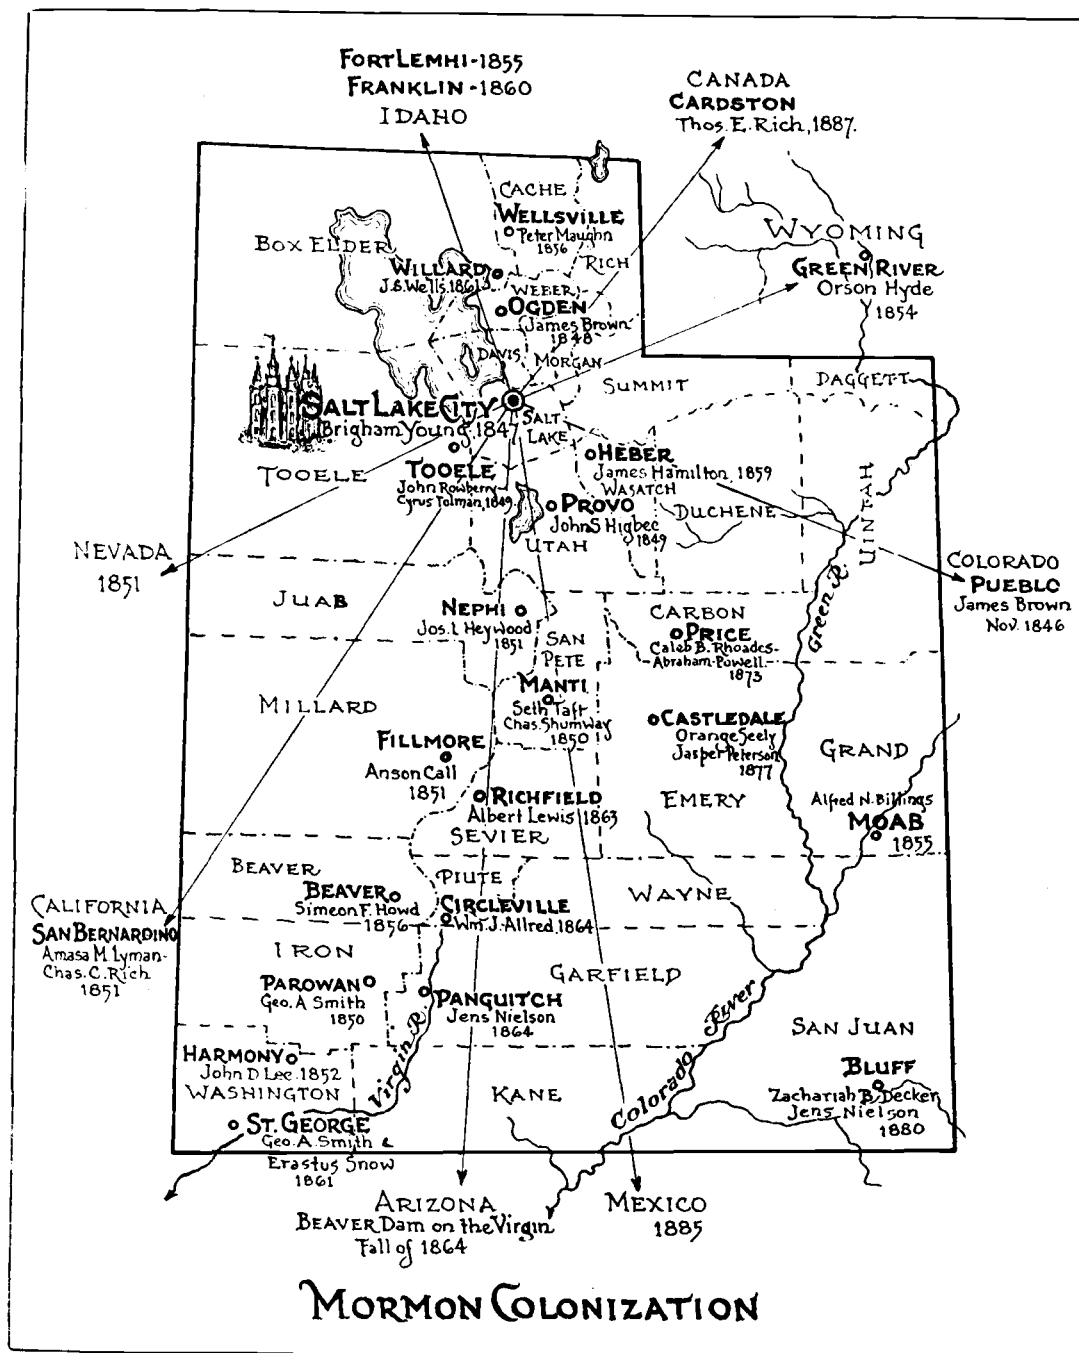 FORT LEMHI - 1855
FRANKLIN - 1860
IDAHO
CANADA
CARDSTON
Thos. E. Rich, 1887.
CACHE
WELLSVILLE
Peter Maughn
1856
RICH
WYOMING
GREEN RIVER
Orson Hyde
1854
BOX ELDER
WILLARD
J.S. Wells, 1861
WEBER
OGDEN
James Brown
1848
DAVIS
MORGAN
SUMMIT
DAGGETT
SALT LAKE CITY
Brigham Young 1847
SALT
LAKE
TOOELE
TOOELE
John Rowberry
Cyrus Tolman, 1849
HEBER
James Hamilton, 1859
WASATCH
DUCHENE
UINTAH
PROVO
John S Higbee
1849
UTAH
NEVADA
1851
COLORADO
PUEBLO
James Brown
Nov. 1846
JUAB
NEPHI
Jos. L Heywood
1851
SAN
PETE
CARBON
PRICE
Caleb B. Rhoades-
Abraham Powell
1873
Green R.
MANTI
Seth Taft
Chas. Shumway
1850
MILLARD
FILLMORE
Anson Call
1851
CASTLEDALE
Orange Seely
Jasper Peterson
1877
GRAND
RICHFIELD
Albert Lewis 1863
SEVIER
EMERY
Alfred N. Billings
MOAB
1855
BEAVER
BEAVER
Simeon F. Howd
1856
PIUTE
CIRCLEVILLE
Wm. J. Allred, 1864
WAYNE
CALIFORNIA
SAN BERNARDINO
Amasa M. Lyman-
Chas. C. Rich
1851
IRON
PAROWAN
Geo. A Smith
1850
GARFIELD
PANGUITCH
Jens Nielson
1864
Virgin R.
Colorado River
SAN JUAN
BLUFF
Zachariah B. Decker
Jens Nielson
1880
HARMONY
John D Lee. 1852
WASHINGTON
KANE
ST. GEORGE
Geo. A. Smith &
Erastus Snow
1861
ARIZONA
BEAVER Dam on the Virgin
Fall of 1864
MEXICO
1885
MORMON COLONIZATION